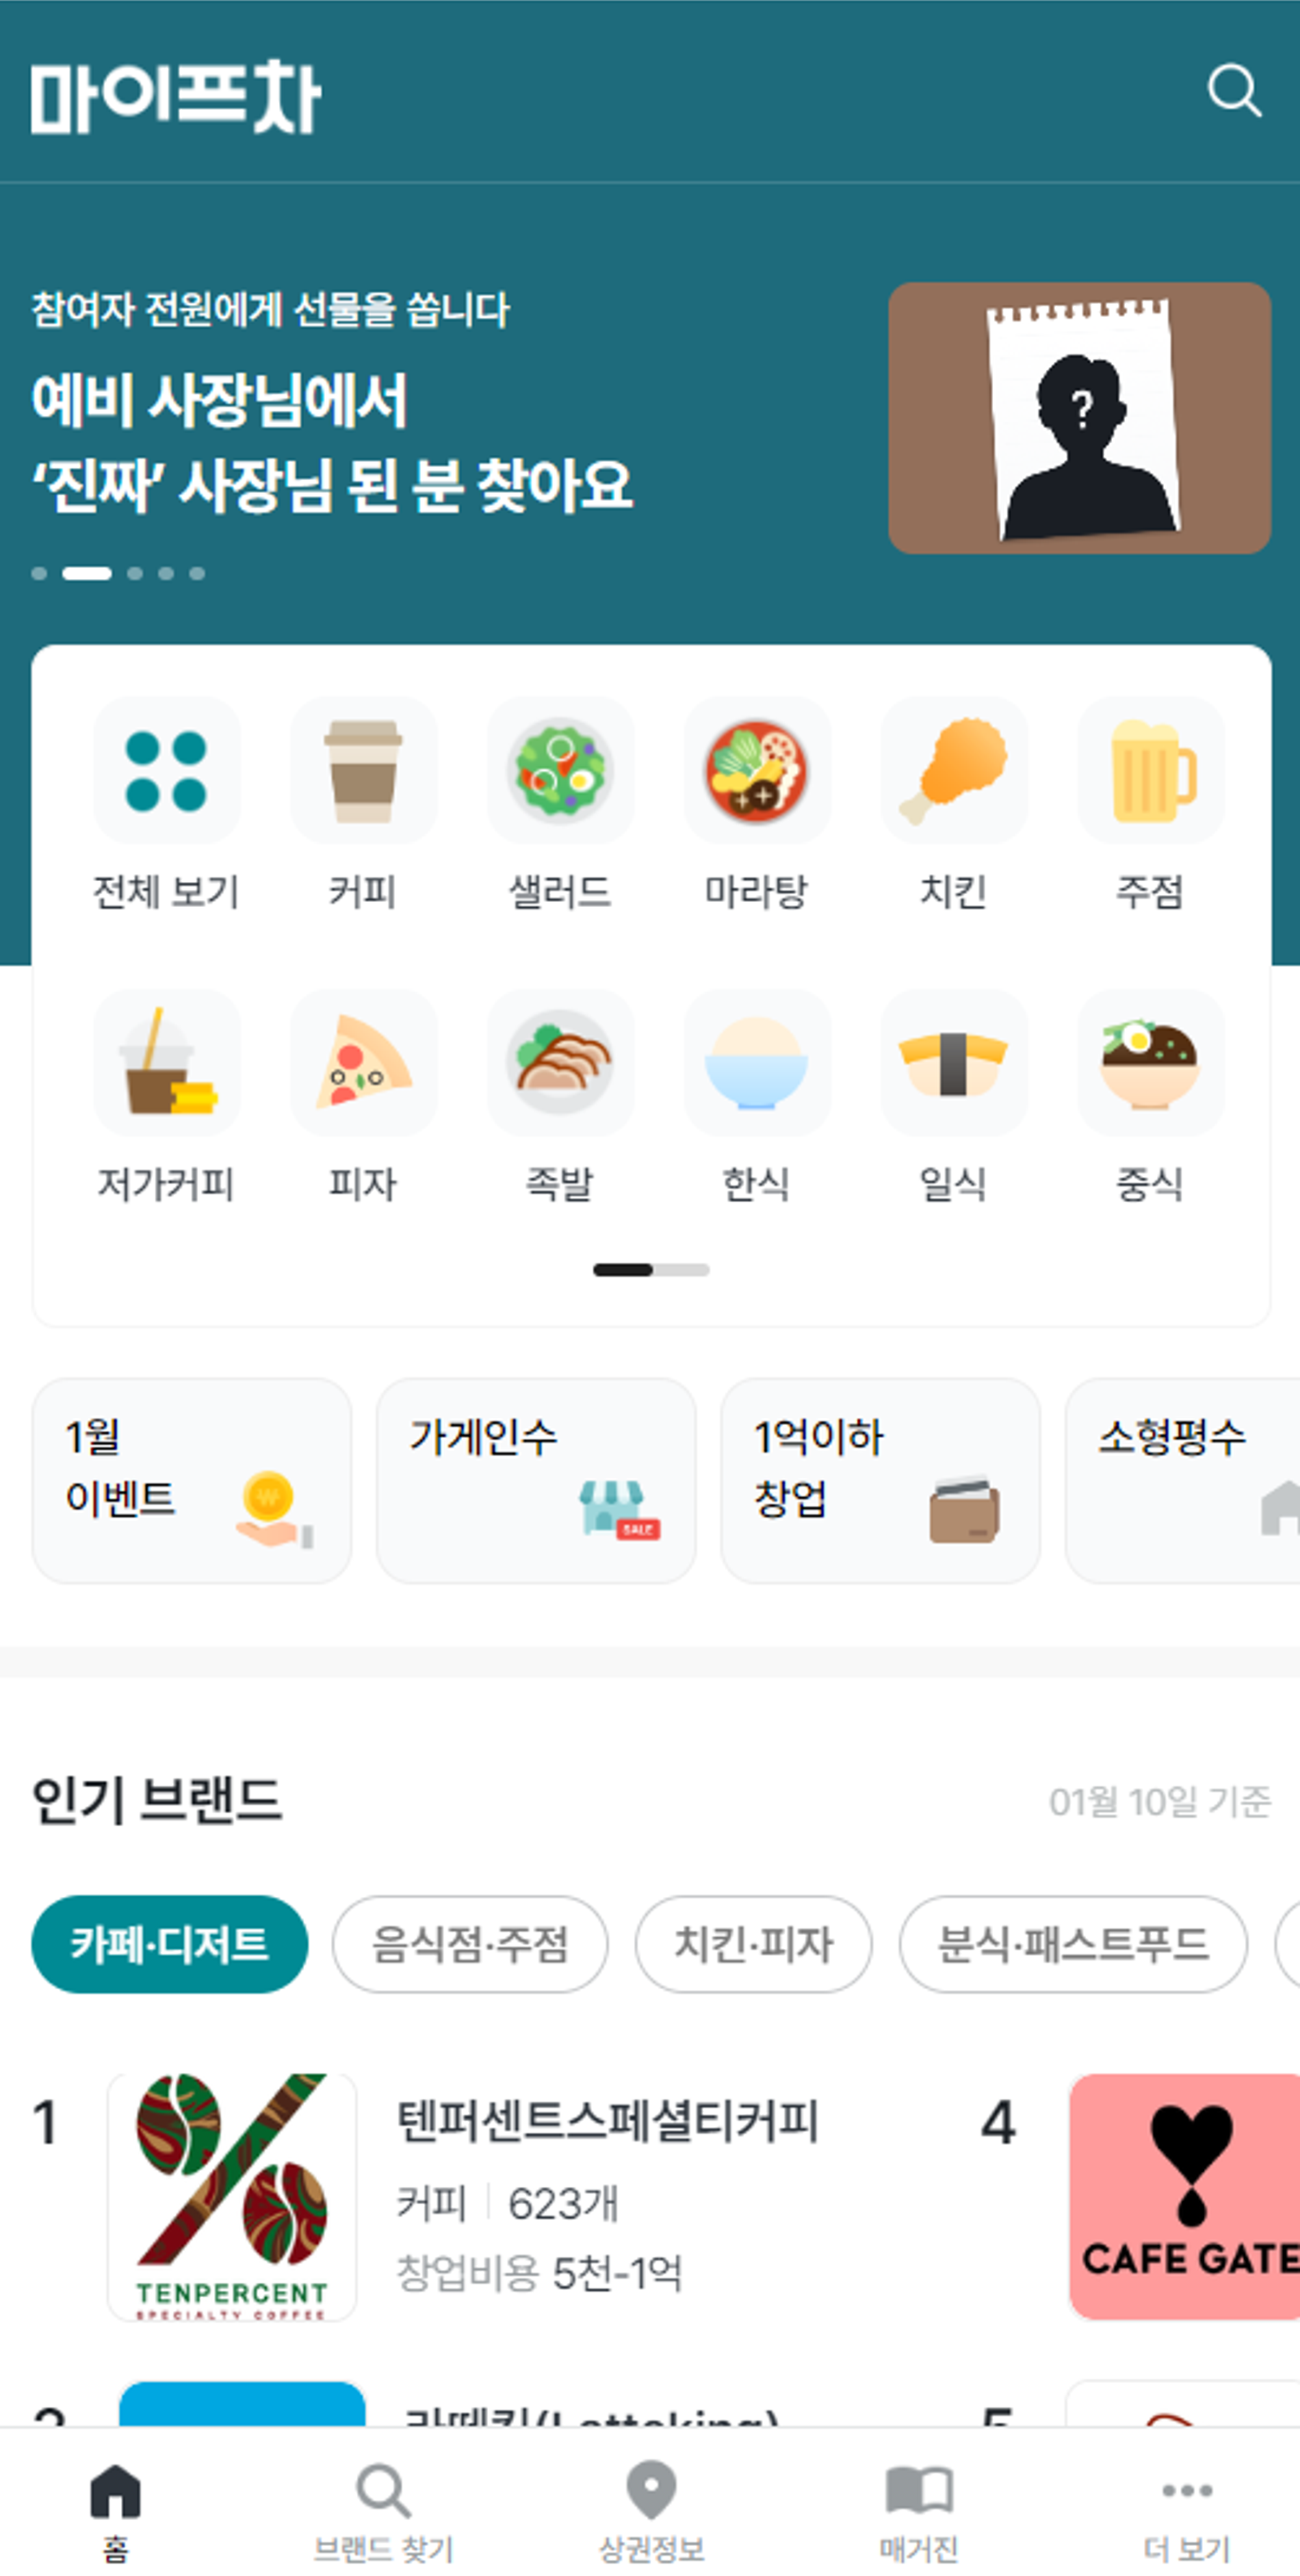 마이프차
참여자 전원에게 선물을 쏩니다
예비 사장님에서
‘진짜’ 사장님 된 분 찾아요
?
전체 보기 커피 샐러드 마라탕 치킨 주점
저가커피 피자 족발 한식 일식 중식
1월
이벤트
가게인수
SALE
1억이하
창업
소형평수
인기 브랜드
01월 10일 기준
카페·디저트 음식점·주점 치킨·피자 분식·패스트푸드
1
TENPERCENT
SPECIALTY COFFEE
텐퍼센트스페셜티커피
커피 623개
창업비용 5천-1억
4
CAFE GATE
2
라떼킹(Latteking)
5
홈 브랜드 찾기 상권정보 매거진 더 보기